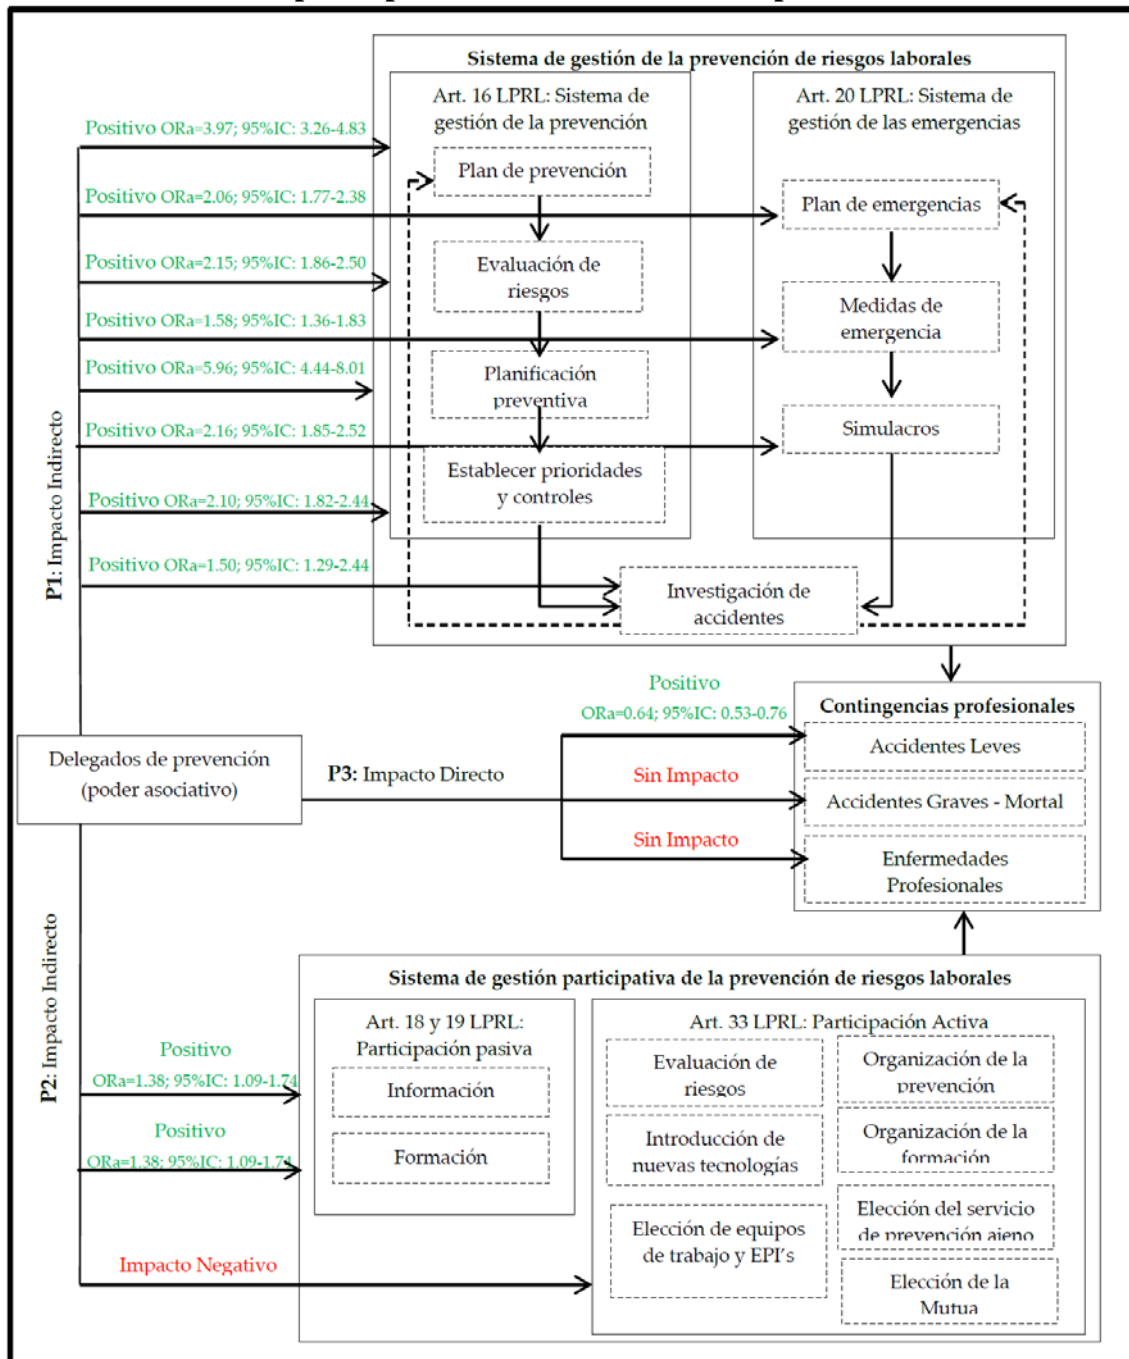 Sistema de gestión de la prevención de riesgos laborales
Art. 16 LPRL: Sistema de
gestión de la prevención
Art. 20 LPRL: Sistema de
gestión de las emergencias
Positivo ORa=3.97; 95%IC: 3.26-4.83
Plan de prevención
Positivo ORa=2.06; 95%IC: 1.77-2.38
Plan de emergencias
Positivo ORa=2.15; 95%IC: 1.86-2.50
Evaluación de
riesgos
Positivo ORa=1.58; 95%IC: 1.36-1.83
Medidas de
emergencia
Positivo ORa=5.96; 95%IC: 4.44-8.01
Planificación
preventiva
Positivo ORa=2.16; 95%IC: 1.85-2.52
Simulacros
Establecer prioridades
y controles
Positivo ORa=2.10; 95%IC: 1.82-2.44
Positivo ORa=1.50; 95%IC: 1.29-2.44
Investigación de
accidentes
P1: Impacto Indirecto
Positivo
ORa=0.64; 95%IC: 0.53-0.76
Contingencias profesionales
Accidentes Leves
Delegados de prevención
(poder asociativo)
P3: Impacto Directo
Sin Impacto
Accidentes Graves - Mortal
Sin Impacto
Enfermedades
Profesionales
P2: Impacto Indirecto
Sistema de gestión participativa de la prevención de riesgos laborales
Art. 18 y 19 LPRL:
Participación pasiva
Art. 33 LPRL: Participación Activa
Positivo
ORa=1.38; 95%IC: 1.09-1.74
Información
Evaluación de
riesgos
Organización de la
prevención
Positivo
ORa=1.38; 95%IC: 1.09-1.74
Formación
Introducción de
nuevas tecnologías
Organización de la
formación
Elección de equipos
de trabajo y EPI's
Elección del servicio
de prevención ajeno
Impacto Negativo
Elección de la
Mutua